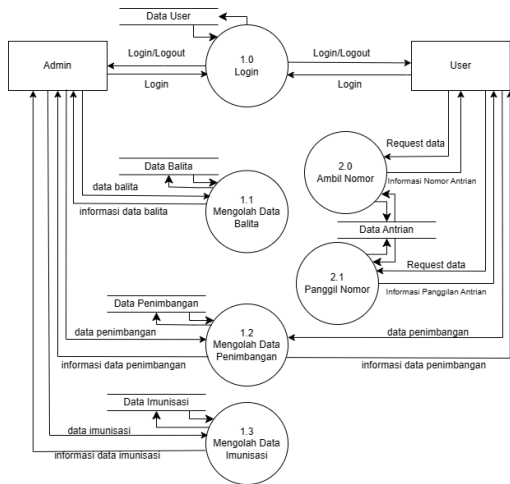 Data User
1.0
Login
Admin
User
Login/Logout
Login
Login/Logout
Login
Data Balita
1.1
Mengolah Data
Balita
data balita
informasi data balita
Request data
2.0
Ambil Nomor
Informasi Nomor Antrian
Data Antrian
2.1
Panggil Nomor
Request data
Informasi Panggilan Antrian
Data Penimbangan
1.2
Mengolah Data
Penimbangan
data penimbangan
informasi data penimbangan
data penimbangan
informasi data penimbangan
Data Imunisasi
1.3
Mengolah Data
Imunisasi
data imunisasi
informasi data imunisasi